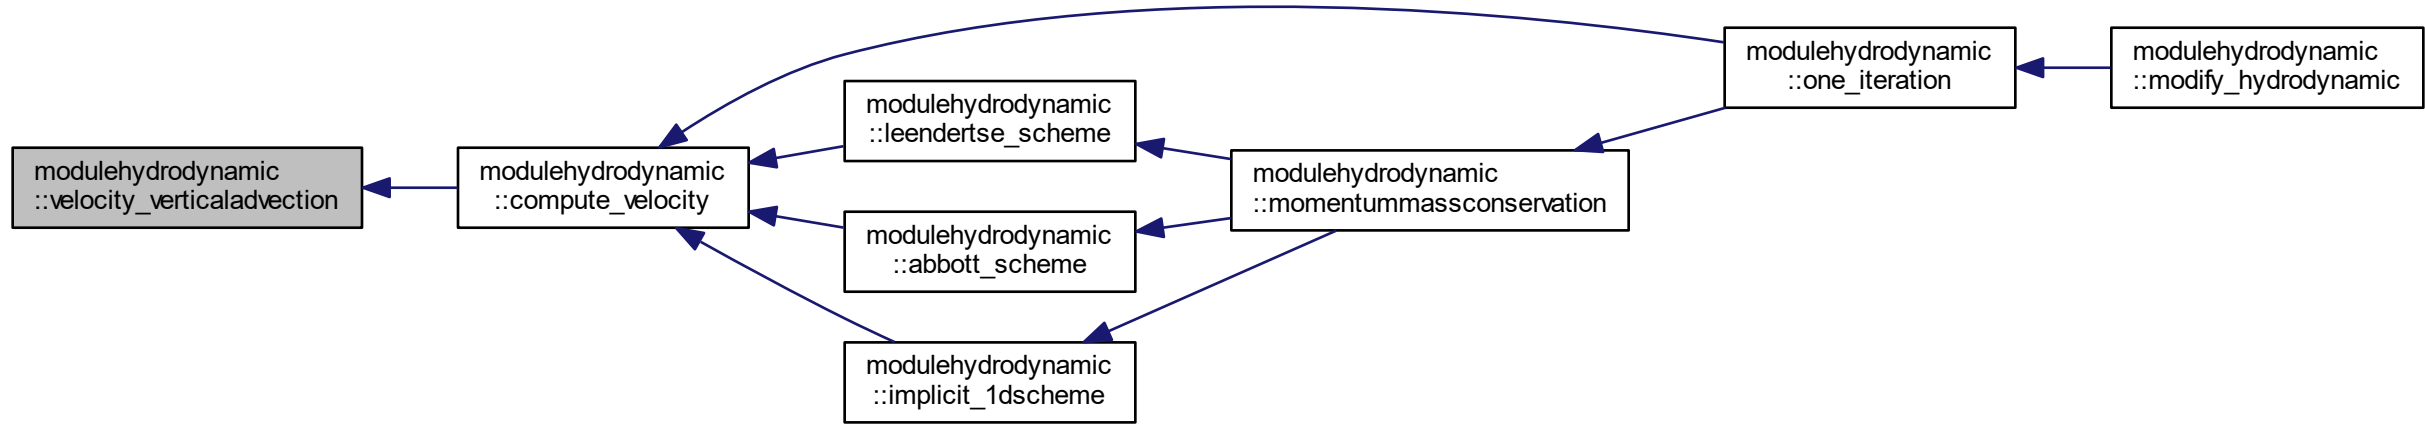 modulehydrodynamic
::velocity_verticaladvection
modulehydrodynamic
::compute_velocity
modulehydrodynamic
::leendertse_scheme
modulehydrodynamic
::abbott_scheme
modulehydrodynamic
::implicit_1dscheme
modulehydrodynamic
::momentummassconservation
modulehydrodynamic
::one_iteration
modulehydrodynamic
::modify_hydrodynamic